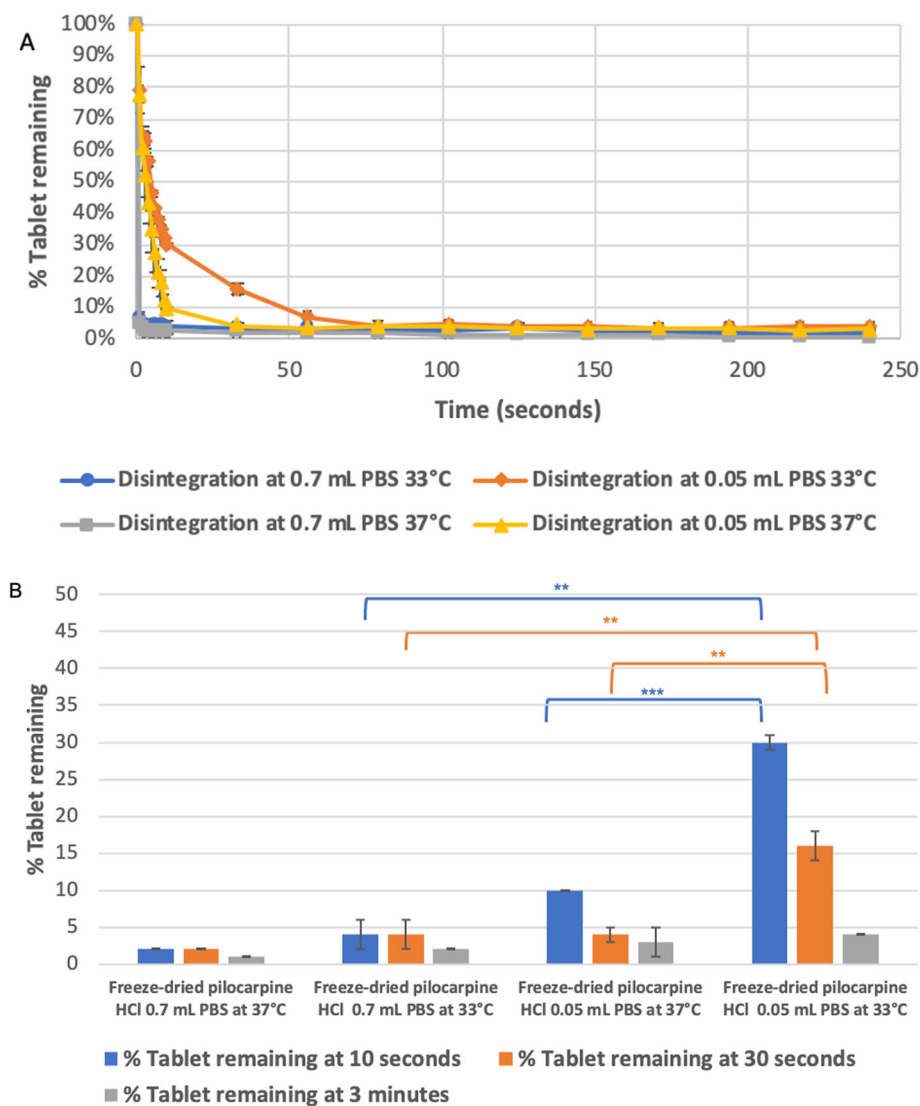 A
% Tablet remaining
100%
90%
80%
70%
60%
50%
40%
30%
20%
10%
0%
0 50 100 150 200 250
Time (seconds)
Disintegration at 0.7 mL PBS 33°C Disintegration at 0.05 mL PBS 33°C
Disintegration at 0.7 mL PBS 37°C Disintegration at 0.05 mL PBS 37°C
B
% Tablet remaining
50
45
40
35
30
25
20
15
10
5
0
**
**
**
***
Freeze-dried pilocarpine Freeze-dried pilocarpine Freeze-dried pilocarpine Freeze-dried pilocarpine
HCl 0.7 mL PBS at 37°C HCl 0.7 mL PBS at 33°C HCl 0.05 mL PBS at 37°C HCl 0.05 mL PBS at 33°C
% Tablet remaining at 10 seconds % Tablet remaining at 30 seconds
% Tablet remaining at 3 minutes